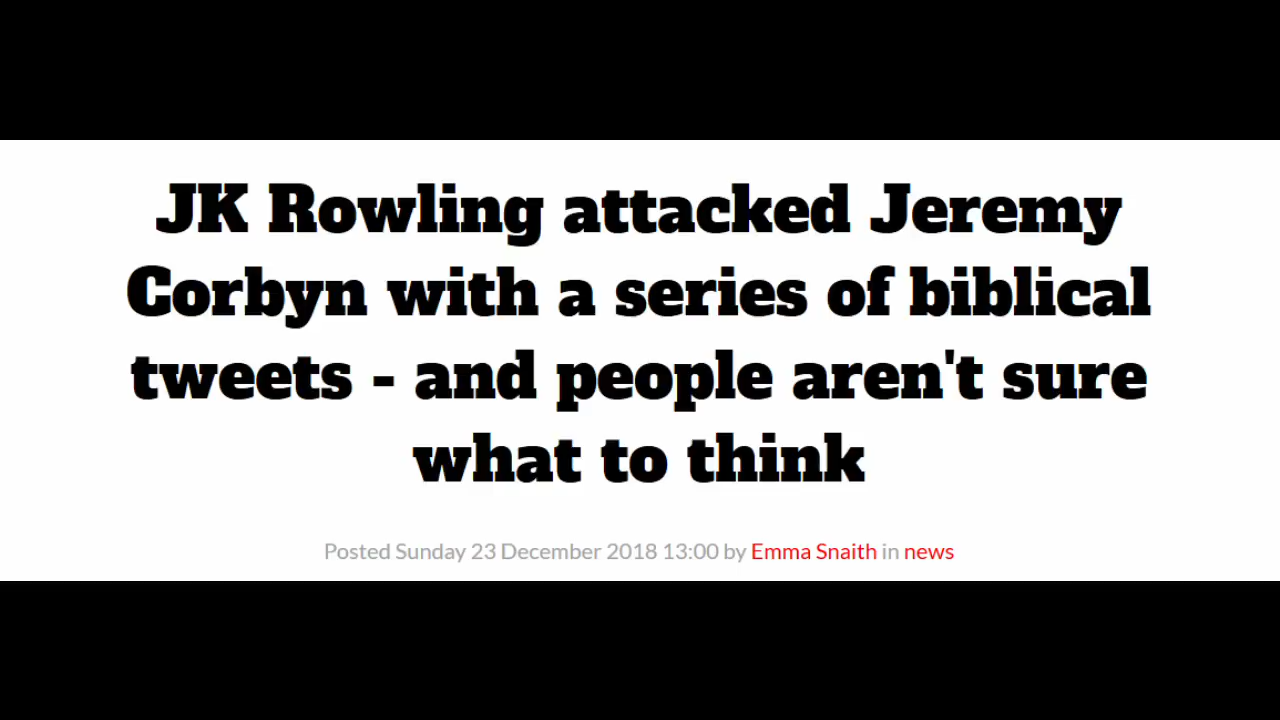 JK Rowling attacked Jeremy
Corbyn with a series of biblical
tweets - and people aren't sure
what to think
Posted Sunday 23 December 2018 13:00 by Emma Snaith in news